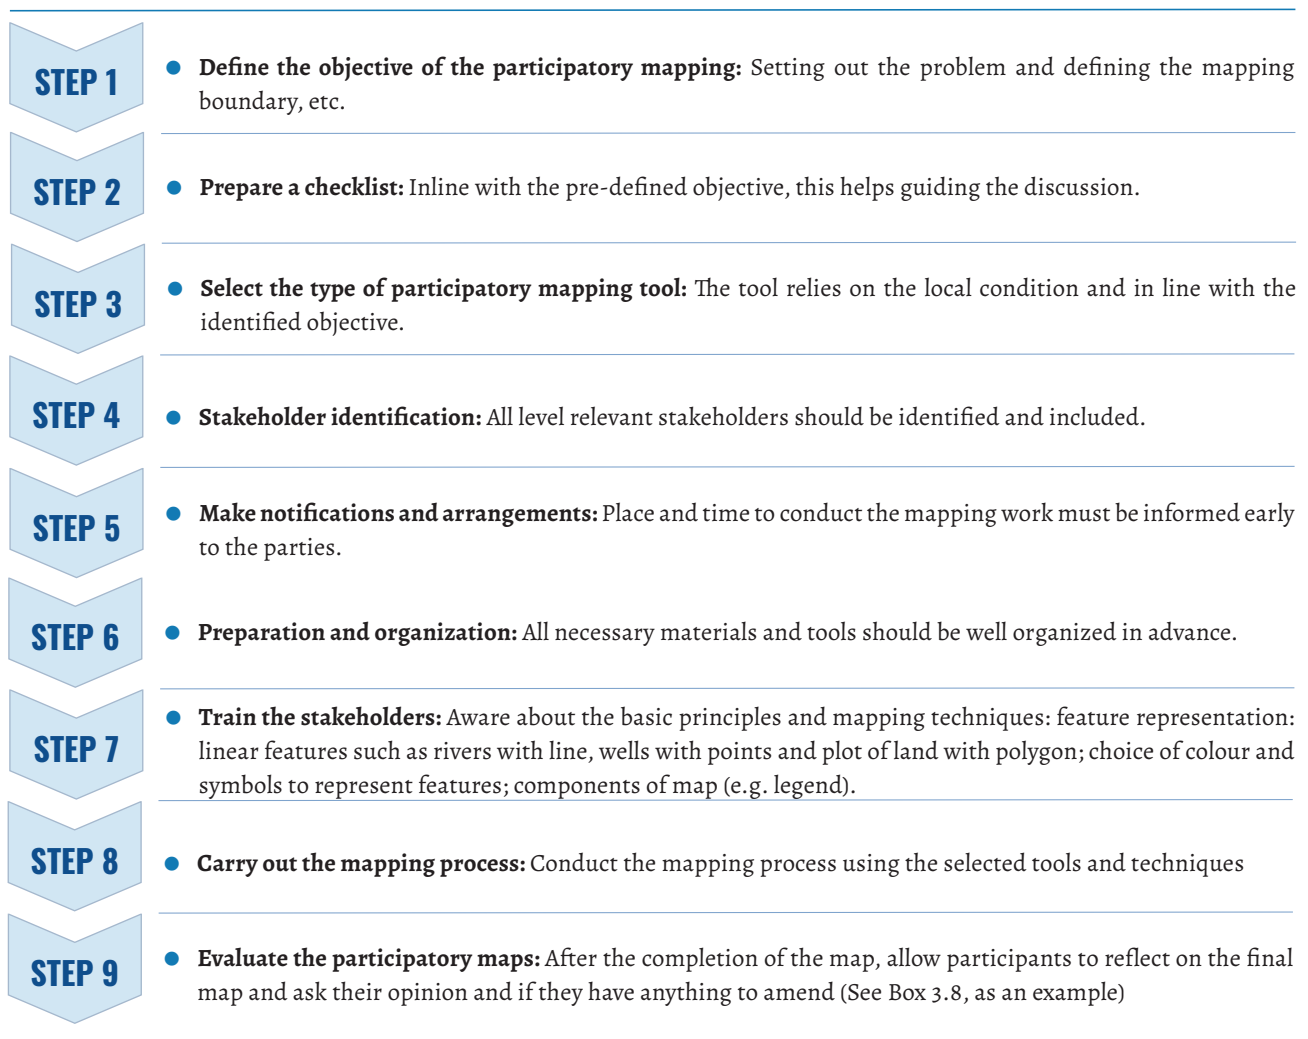 STEP 1
● Define the objective of the participatory mapping: Setting out the problem and defining the mapping
boundary, etc.
STEP 2
● Prepare a checklist: Inline with the pre-defined objective, this helps guiding the discussion.
STEP 3
● Select the type of participatory mapping tool: The tool relies on the local condition and in line with the
identified objective.
STEP 4
● Stakeholder identification: All level relevant stakeholders should be identified and included.
STEP 5
● Make notifications and arrangements: Place and time to conduct the mapping work must be informed early
to the parties.
STEP 6
● Preparation and organization: All necessary materials and tools should be well organized in advance.
STEP 7
● Train the stakeholders: Aware about the basic principles and mapping techniques: feature representation:
linear features such as rivers with line, wells with points and plot of land with polygon; choice of colour and
symbols to represent features; components of map (e.g. legend).
STEP 8
● Carry out the mapping process: Conduct the mapping process using the selected tools and techniques
STEP 9
● Evaluate the participatory maps: After the completion of the map, allow participants to reflect on the final
map and ask their opinion and if they have anything to amend (See Box 3.8, as an example)